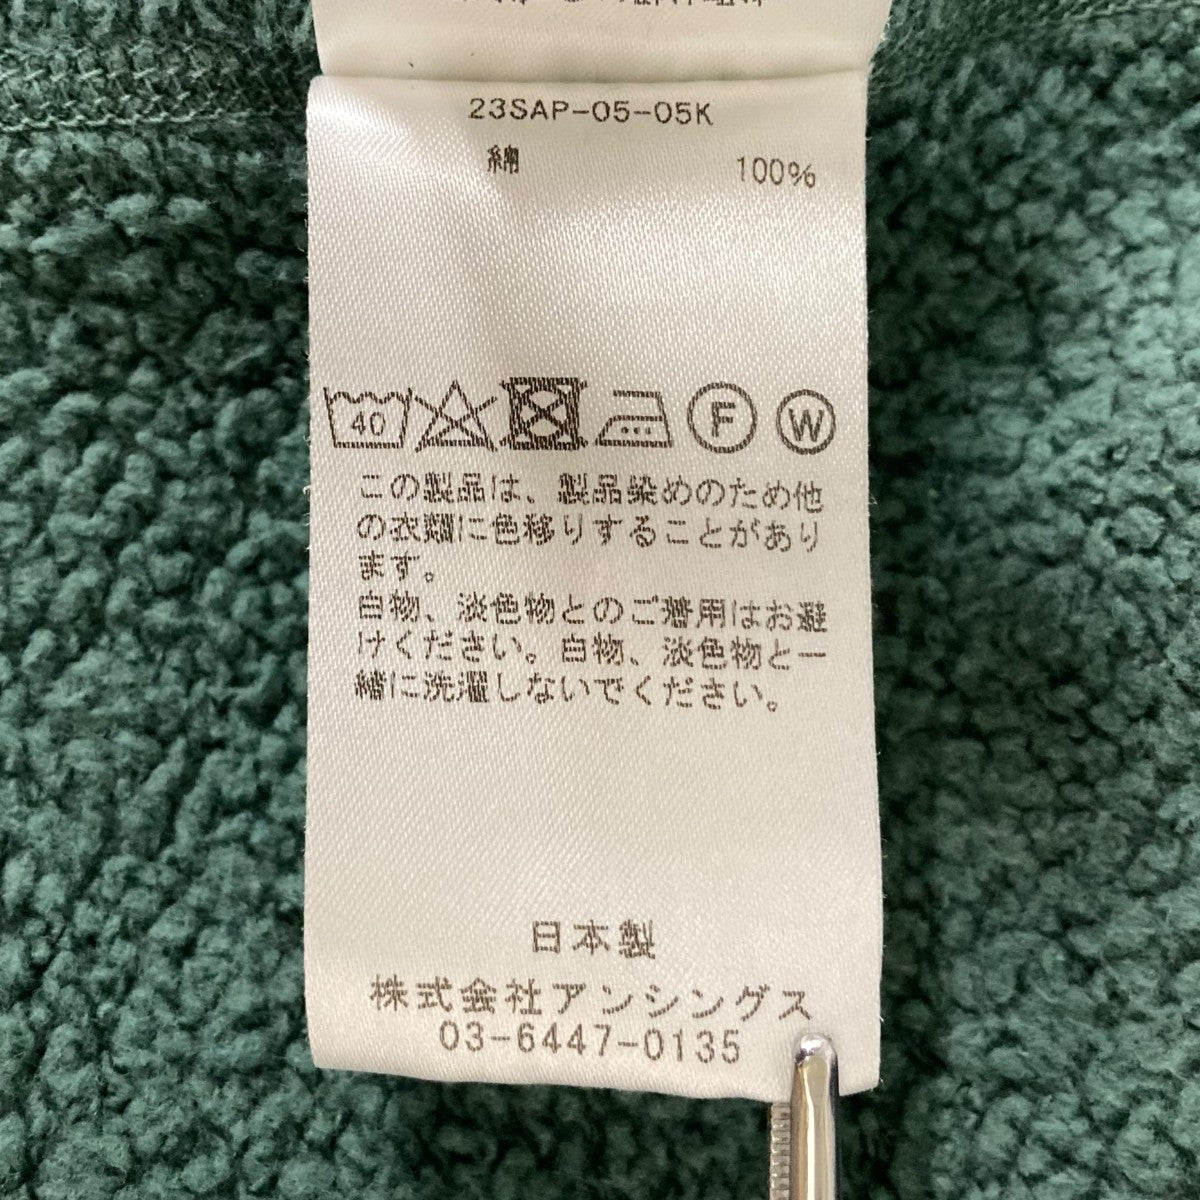 23SAP-05-05K
綿 100%
40 F W
この製品は、製品染めのため他
の衣類に色移りすることがあり
ます。
白物、淡色物とのご着用はお避
けください。白物、淡色物と一
緒に洗濯しないでください。
日本製
株式会社アンシングス
03-6447-0135